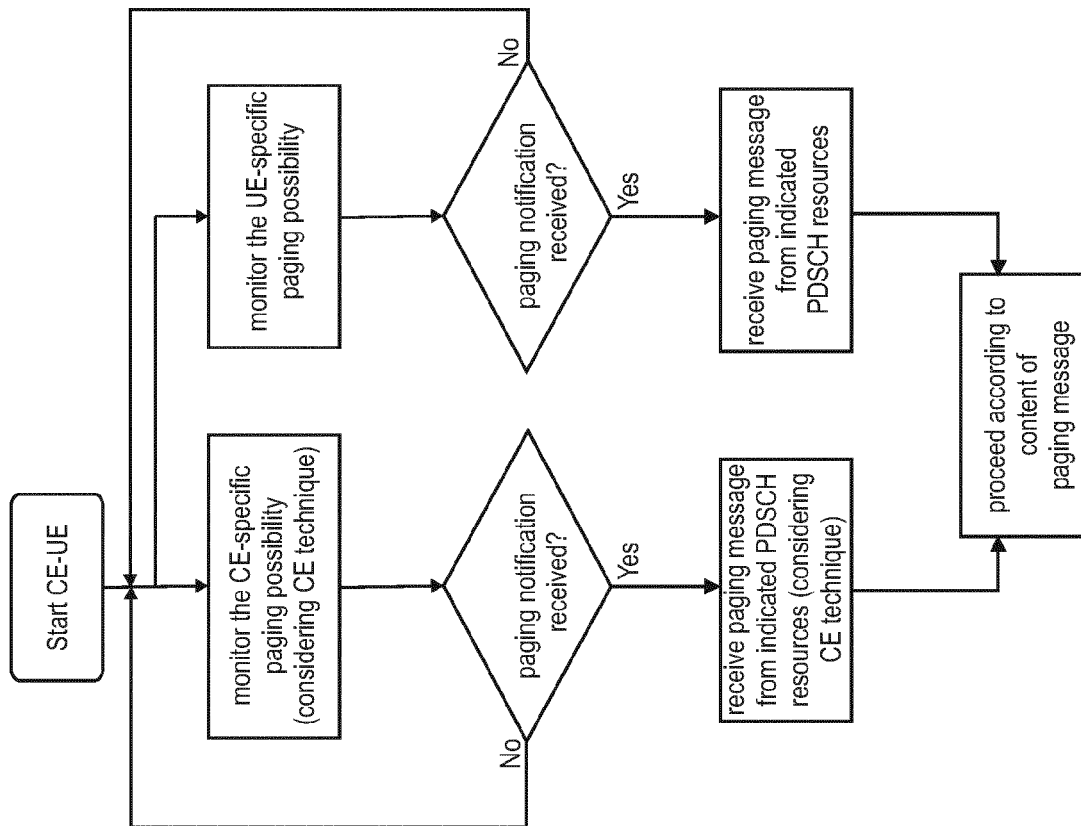 Start CE-UE
monitor the CE-specific
paging possibility
(considering CE technique)
monitor the UE-specific
paging possibility
paging notification
received?
No
Yes
paging notification
received?
No
Yes
receive paging message
from indicated PDSCH
resources (considering
CE technique)
receive paging message
from indicated
PDSCH resources
proceed according to
content of
paging message